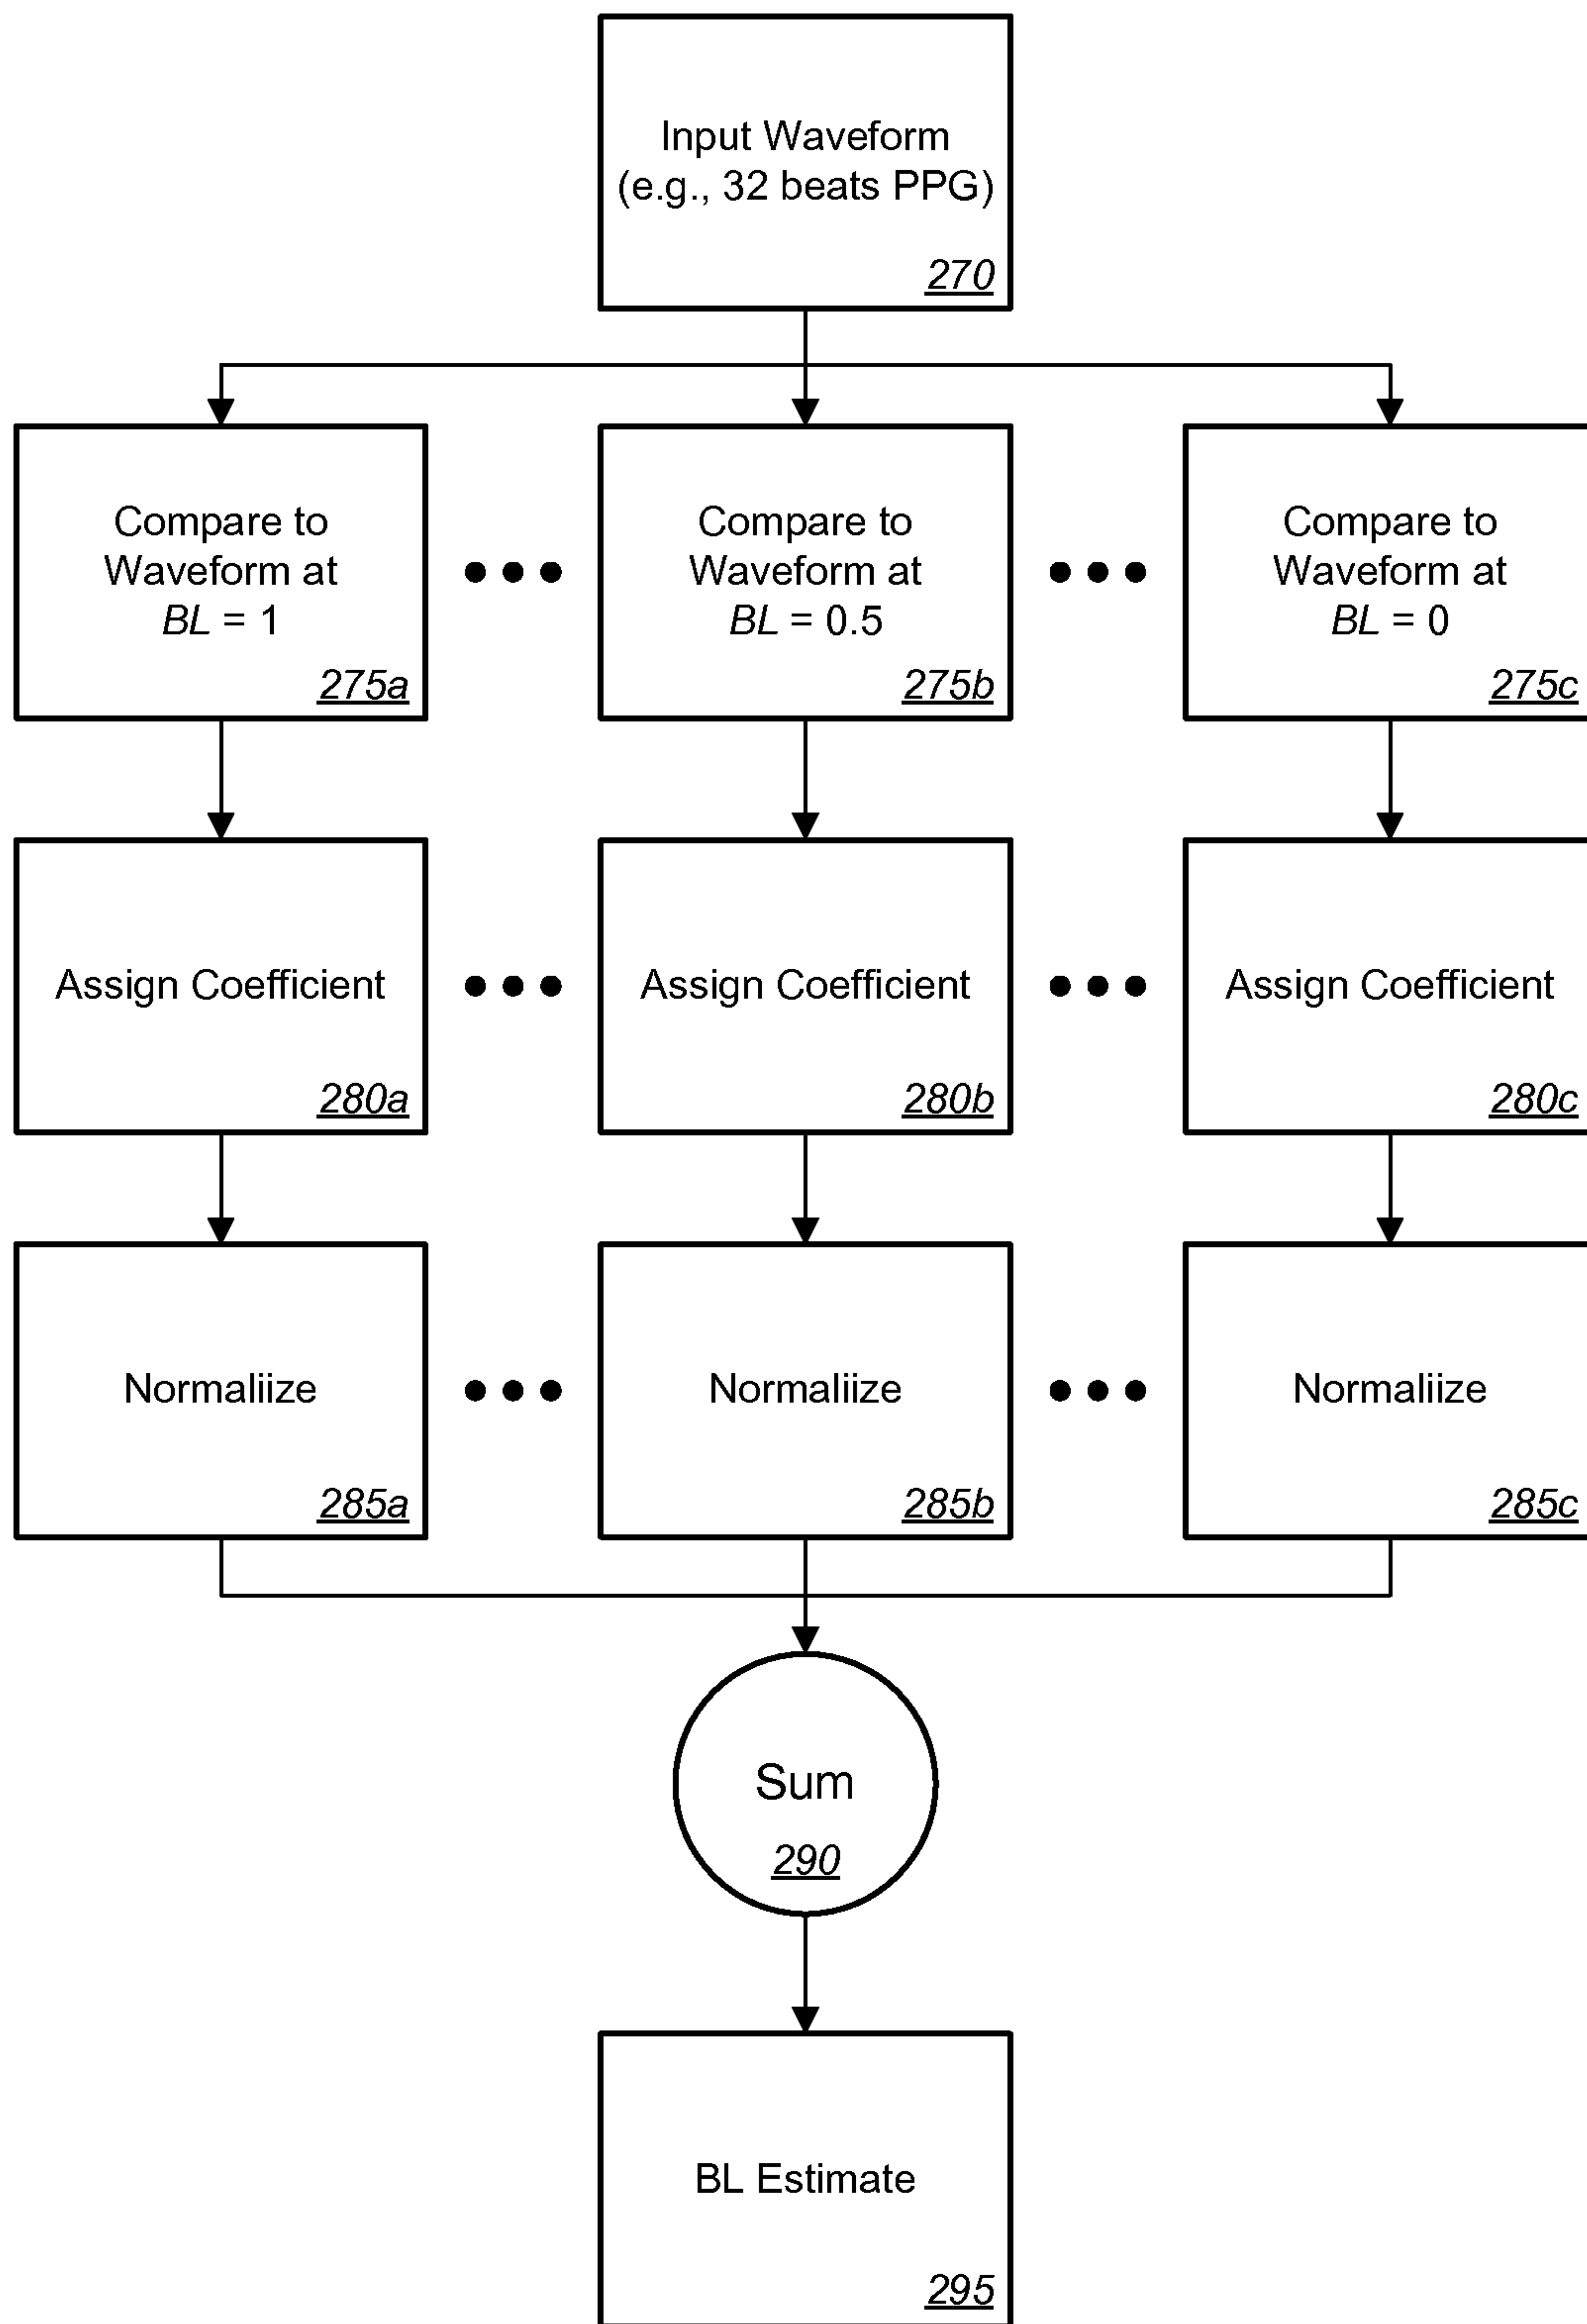 Input Waveform
(e.g., 32 beats PPG)
270
Compare to
Waveform at
BL = 1
275a
Compare to
Waveform at
BL = 0.5
275b
Compare to
Waveform at
BL = 0
275c
Assign Coefficient
280a
Assign Coefficient
280b
Assign Coefficient
280c
Normaliize
285a
Normaliize
285b
Normaliize
285c
Sum
290
BL Estimate
295